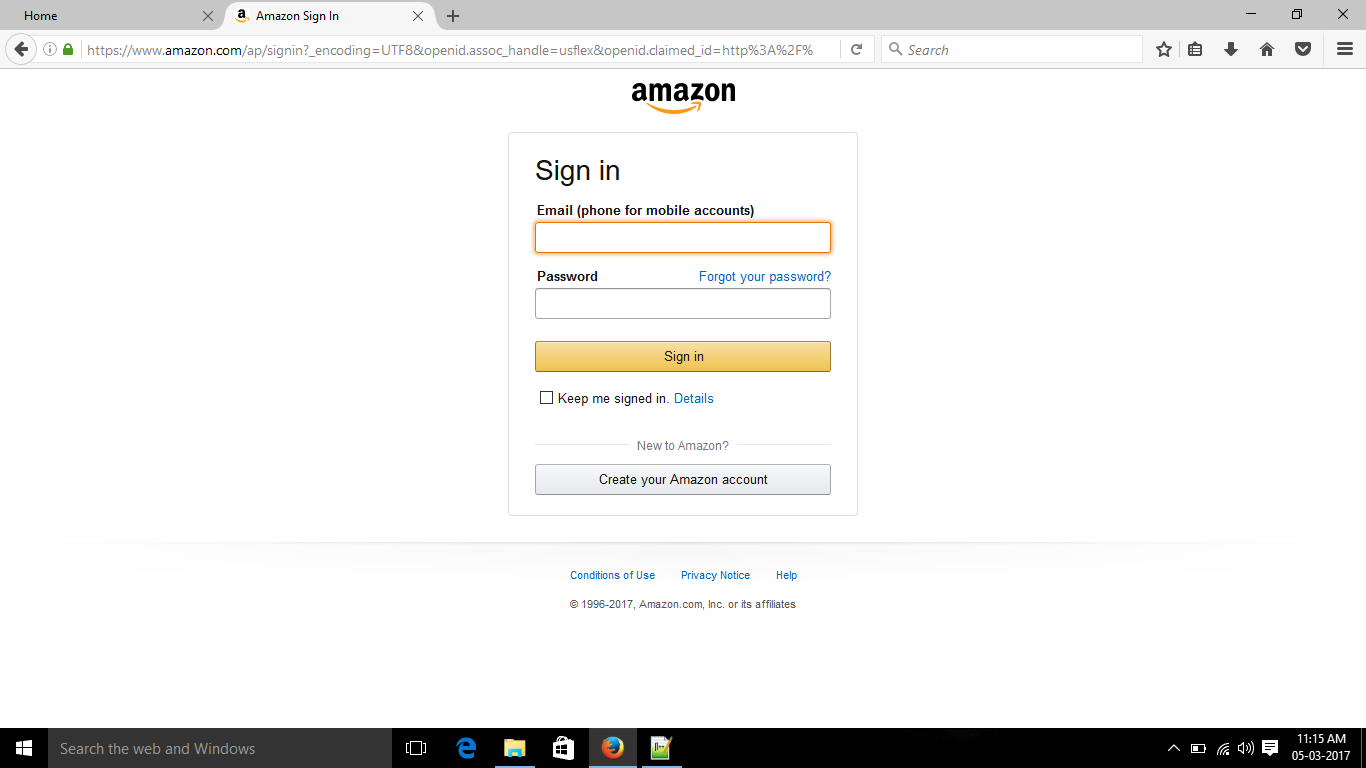 Home
Amazon Sign In
https://www.amazon.com/ap/signin?_encoding=UTF8&openid.assoc_handle=usflex&openid.claimed_id=http%3A%2F%
Search
amazon
Sign in
Email (phone for mobile accounts)
Password Forgot your password?
Sign in
Keep me signed in. Details
New to Amazon?
Create your Amazon account
Conditions of Use Privacy Notice Help
© 1996-2017, Amazon.com, Inc. or its affiliates
Search the web and Windows
11:15 AM
05-03-2017